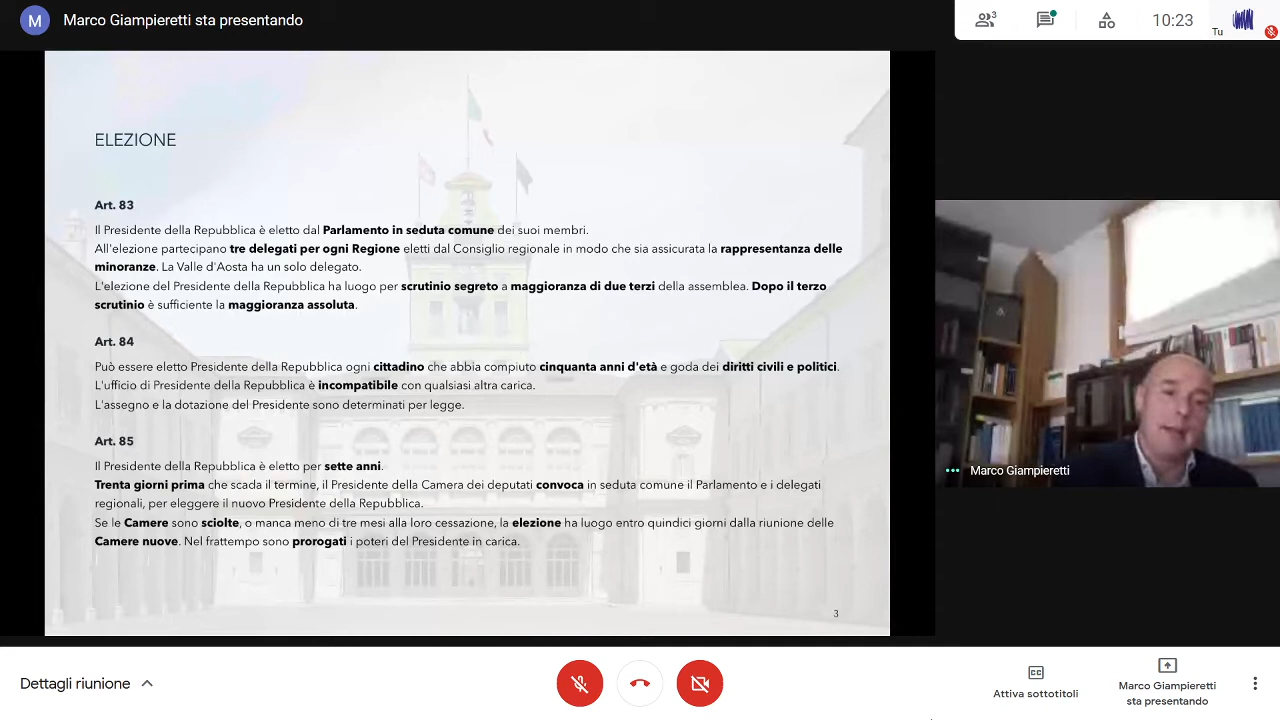 M Marco Giampieretti sta presentando
3
10:23
Tu
ELEZIONE
Art. 83
Il Presidente della Repubblica è eletto dal Parlamento in seduta comune dei suoi membri.
All'elezione partecipano tre delegati per ogni Regione eletti dal Consiglio regionale in modo che sia assicurata la rappresentanza delle
minoranze. La Valle d'Aosta ha un solo delegato.
L'elezione del Presidente della Repubblica ha luogo per scrutinio segreto a maggioranza di due terzi della assemblea. Dopo il terzo
scrutinio è sufficiente la maggioranza assoluta.
Art. 84
Può essere eletto Presidente della Repubblica ogni cittadino che abbia compiuto cinquanta anni d'età e goda dei diritti civili e politici.
L'ufficio di Presidente della Repubblica è incompatibile con qualsiasi altra carica.
L'assegno e la dotazione del Presidente sono determinati per legge.
Art. 85
Il Presidente della Repubblica è eletto per sette anni.
Trenta giorni prima che scada il termine, il Presidente della Camera dei deputati convoca in seduta comune il Parlamento e i delegati
regionali, per eleggere il nuovo Presidente della Repubblica.
Se le Camere sono sciolte, o manca meno di tre mesi alla loro cessazione, la elezione ha luogo entro quindici giorni dalla riunione delle
Camere nuove. Nel frattempo sono prorogati i poteri del Presidente in carica.
3
Marco Giampieretti
Dettagli riunione
CC
Attiva sottotitoli
Marco Giampieretti
sta presentando